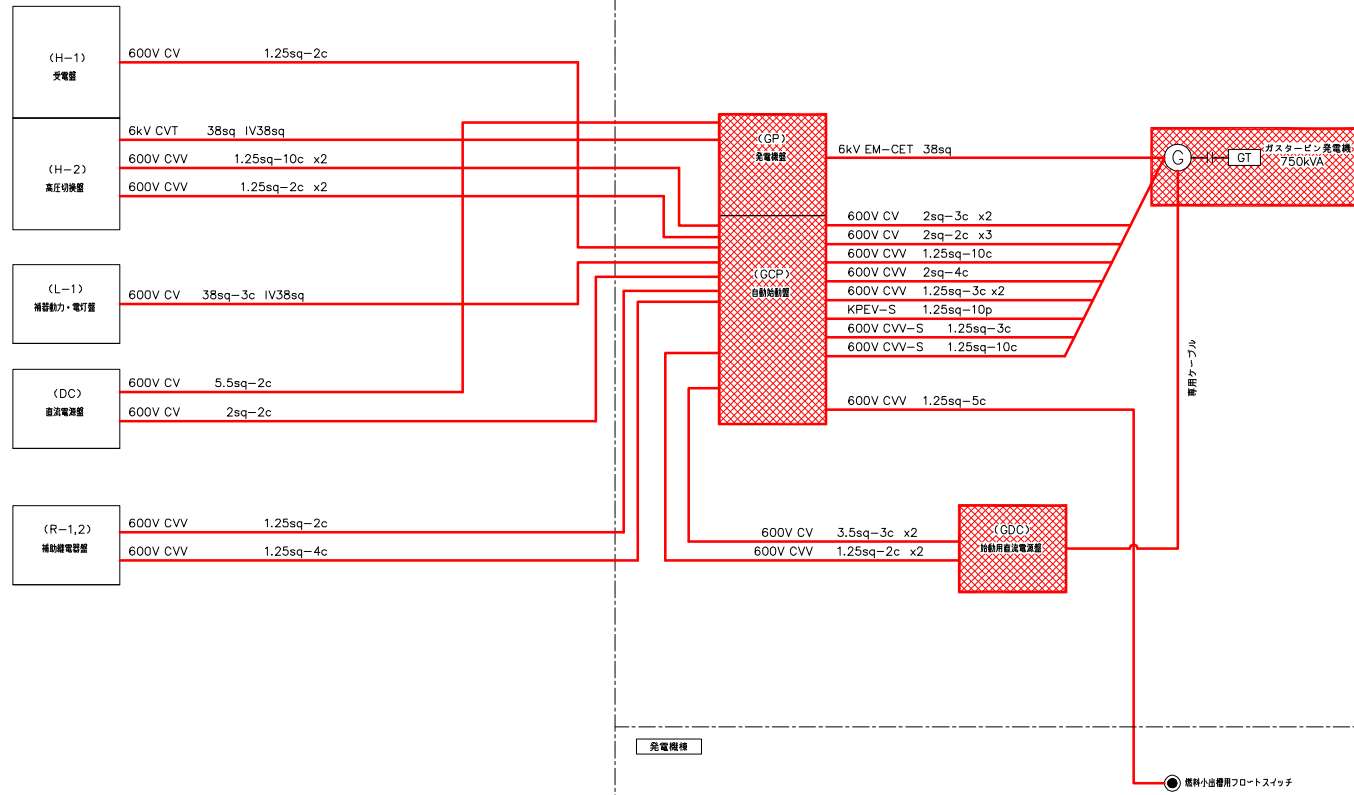 (H-1)
受電盤
600V CV 1.25sq-2c
(H-2)
高圧切換盤
6kV CVT 38sq IV38sq
600V CVV 1.25sq-10c x2
600V CVV 1.25sq-2c x2
(L-1)
補器動力・電灯盤
600V CV 38sq-3c IV38sq
(DC)
直流電源盤
600V CV 5.5sq-2c
600V CV 2sq-2c
(R-1,2)
補助継電器盤
600V CVV 1.25sq-2c
600V CVV 1.25sq-4c
(GP)
発電機盤
(GCP)
自動始動盤
6kV EM-CET 38sq
600V CV 2sq-3c x2
600V CV 2sq-2c x3
600V CVV 1.25sq-10c
600V CVV 2sq-4c
600V CVV 1.25sq-3c x2
KPEV-S 1.25sq-10p
600V CVV-S 1.25sq-3c
600V CVV-S 1.25sq-10c
600V CVV 1.25sq-5c
G
GT
ガスタービン発電機
750kVA
専用ケーブル
600V CV 3.5sq-3c x2
600V CVV 1.25sq-2c x2
(GDC)
始動用直流電源盤
発電機棟
燃料小出槽用フロートスイッチ